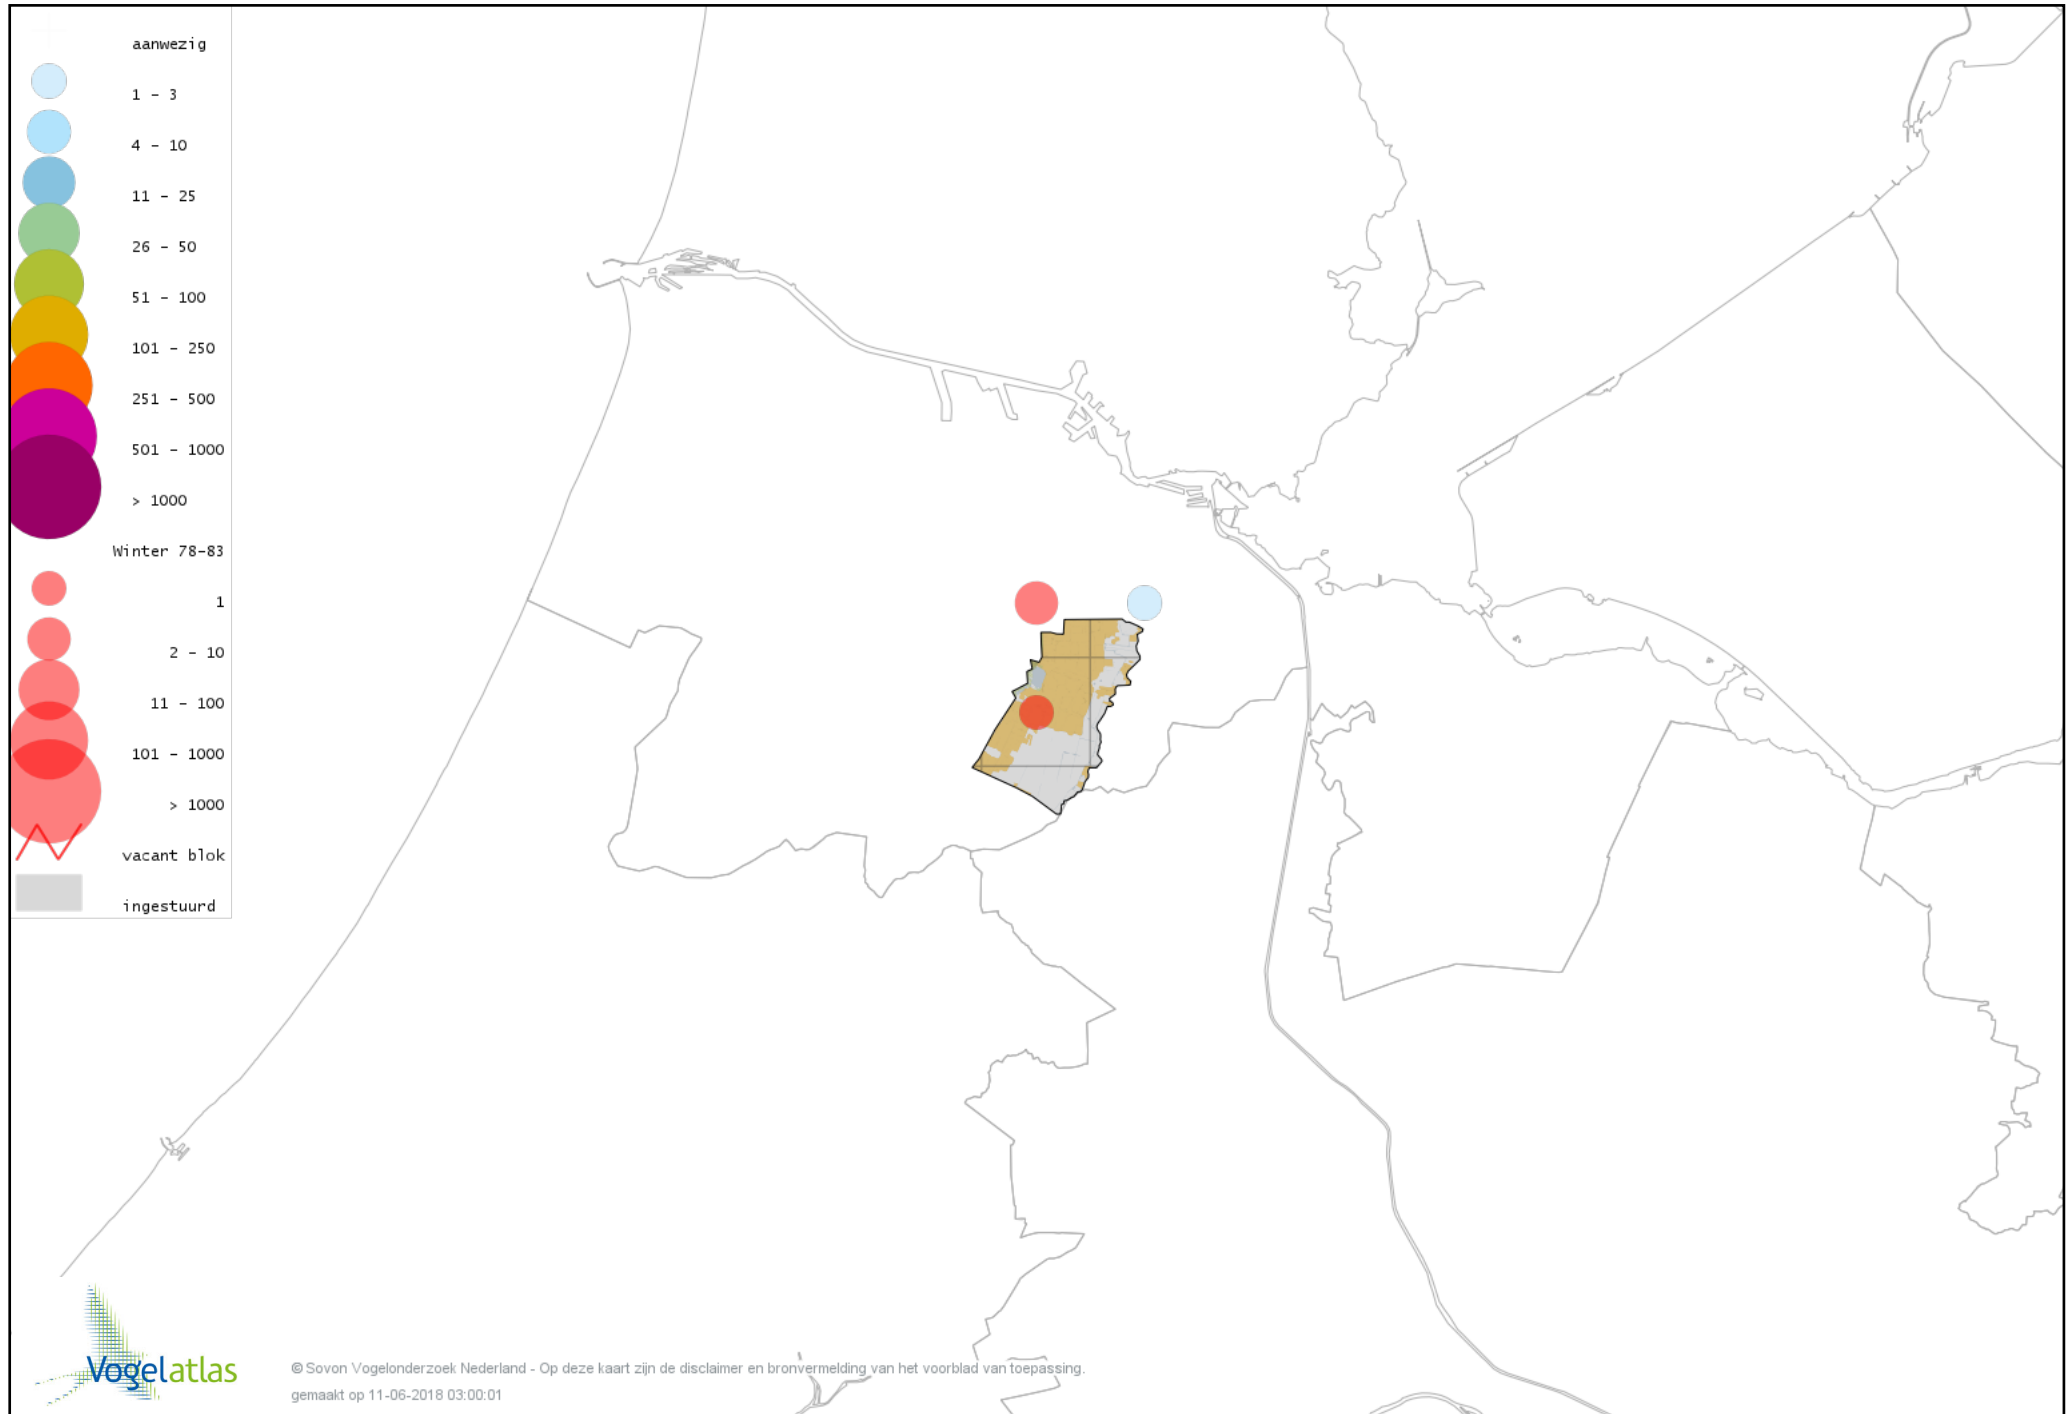 aanwezig
1 - 3
4 - 10
11 - 25
26 - 50
51 - 100
101 - 250
251 - 500
501 - 1000
> 1000
Winter 78-83
1
2 - 10
11 - 100
101 - 1000
> 1000
vacant blok
ingestuurd
Vogelatlas
© Sovon Vogelonderzoek Nederland - Op deze kaart zijn de disclaimer en bronvermelding van het voorblad van toepassing.
gemaakt op 11-06-2018 03:00:01